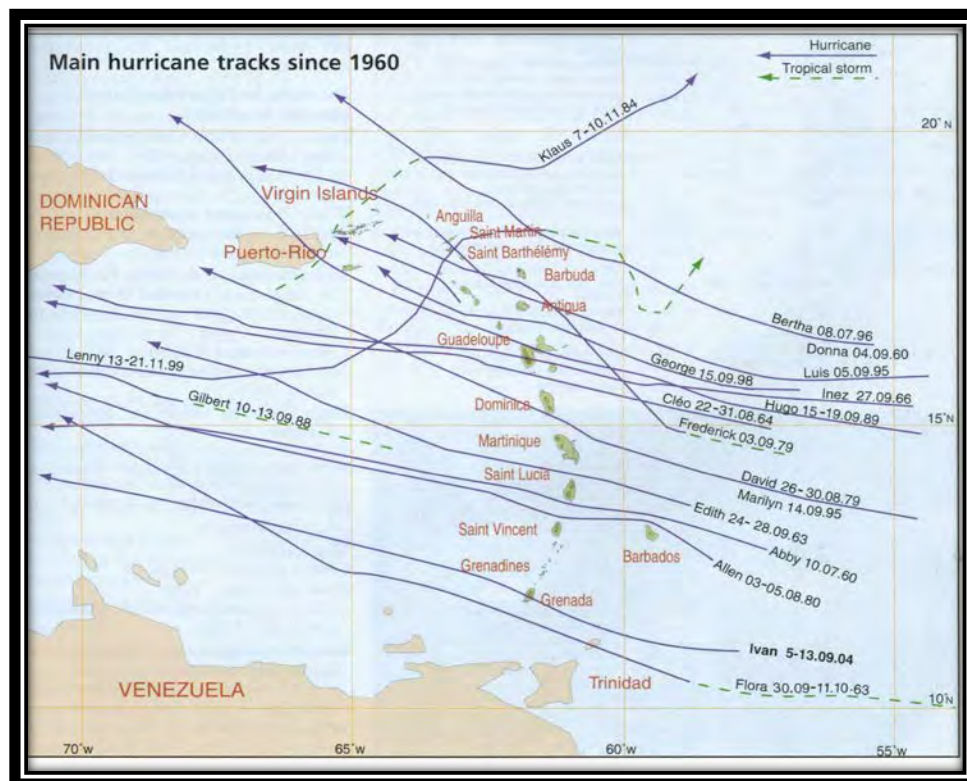 Main hurricane tracks since 1960
Hurricane
Tropical storm
20°N
Klaus 7-10.11.84
Virgin Islands
DOMINICAN
REPUBLIC
Anguilla
Saint Martin
Puerto-Rico
Saint Barthélémy
Barbuda
Antigua
Bertha 08.07.96
Donna 04.09.60
Guadeloupe
Lenny 13-21.11.99
George 15.09.98
Luis 05.09.95
Inez 27.09.66
Gilbert 10-13.09.88
Dominica
Cléo 22-31.08.64
Hugo 15-19.09.89
15°N
Frederick 03.09.79
Martinique
Saint Lucia
David 26-30.08.79
Marilyn 14.09.95
Edith 24-28.09.63
Saint Vincent
Barbados
Abby 10.07.60
Allen 03-05.08.80
Grenadines
Grenada
Ivan 5-13.09.04
VENEZUELA
Trinidad
Flora 30.09-11.10-63
10°N
70°W
65°W
60°W
55°W